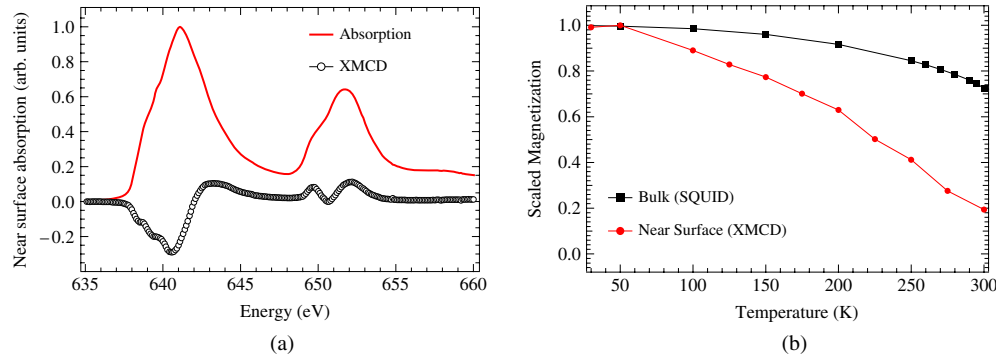 Near surface absorption (arb. units)
1.0
0.8
0.6
0.4
0.2
0.0
−0.2
635
640
645
650
655
660
Energy (eV)
Absorption
XMCD
(a)
Scaled Magnetization
1.0
0.8
0.6
0.4
0.2
0.0
50
100
150
200
250
300
Temperature (K)
Bulk (SQUID)
Near Surface (XMCD)
(b)